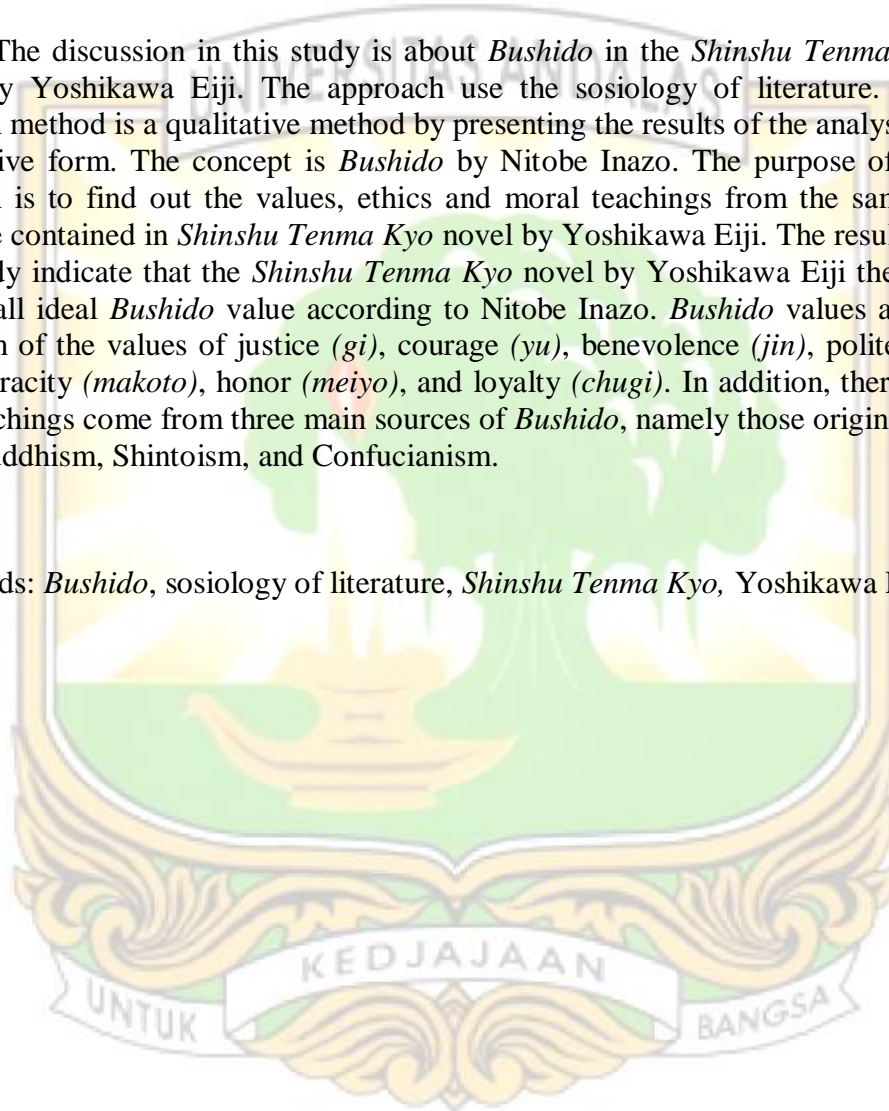 UNIVERSITAS ANDALAS
The discussion in this study is about Bushido in the Shinshu Tenma
y Yoshikawa Eiji. The approach use the sosiology of literature.
method is a qualitative method by presenting the results of the analys
ive form. The concept is Bushido by Nitobe Inazo. The purpose of
is to find out the values, ethics and moral teachings from the sam
contained in Shinshu Tenma Kyo novel by Yoshikawa Eiji. The resul
ly indicate that the Shinshu Tenma Kyo novel by Yoshikawa Eiji the
all ideal Bushido value according to Nitobe Inazo. Bushido values a
of the values of justice (gi), courage (yu), benevolence (jin), polite
racity (makoto), honor (meiyo), and loyalty (chugi). In addition, ther
chings come from three main sources of Bushido, namely those origin
uddhism, Shintoism, and Confucianism.
ds: Bushido, sosiology of literature, Shinshu Tenma Kyo, Yoshikawa
UNTUK KEDJAJAAN BANGSA